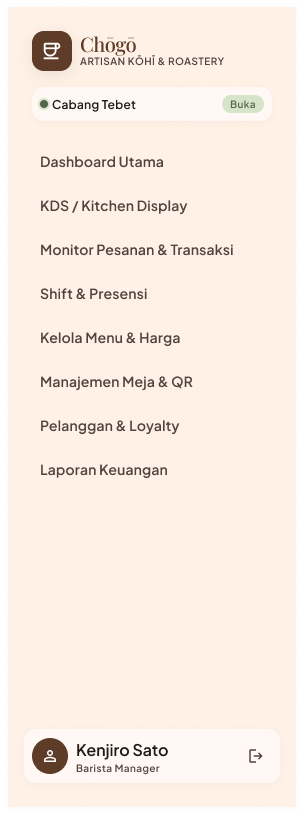 Chōgō
ARTISAN KŌHĪ & ROASTERY
Cabang Tebet
Buka
Dashboard Utama
KDS / Kitchen Display
Monitor Pesanan & Transaksi
Shift & Presensi
Kelola Menu & Harga
Manajemen Meja & QR
Pelanggan & Loyalty
Laporan Keuangan
Kenjiro Sato
Barista Manager